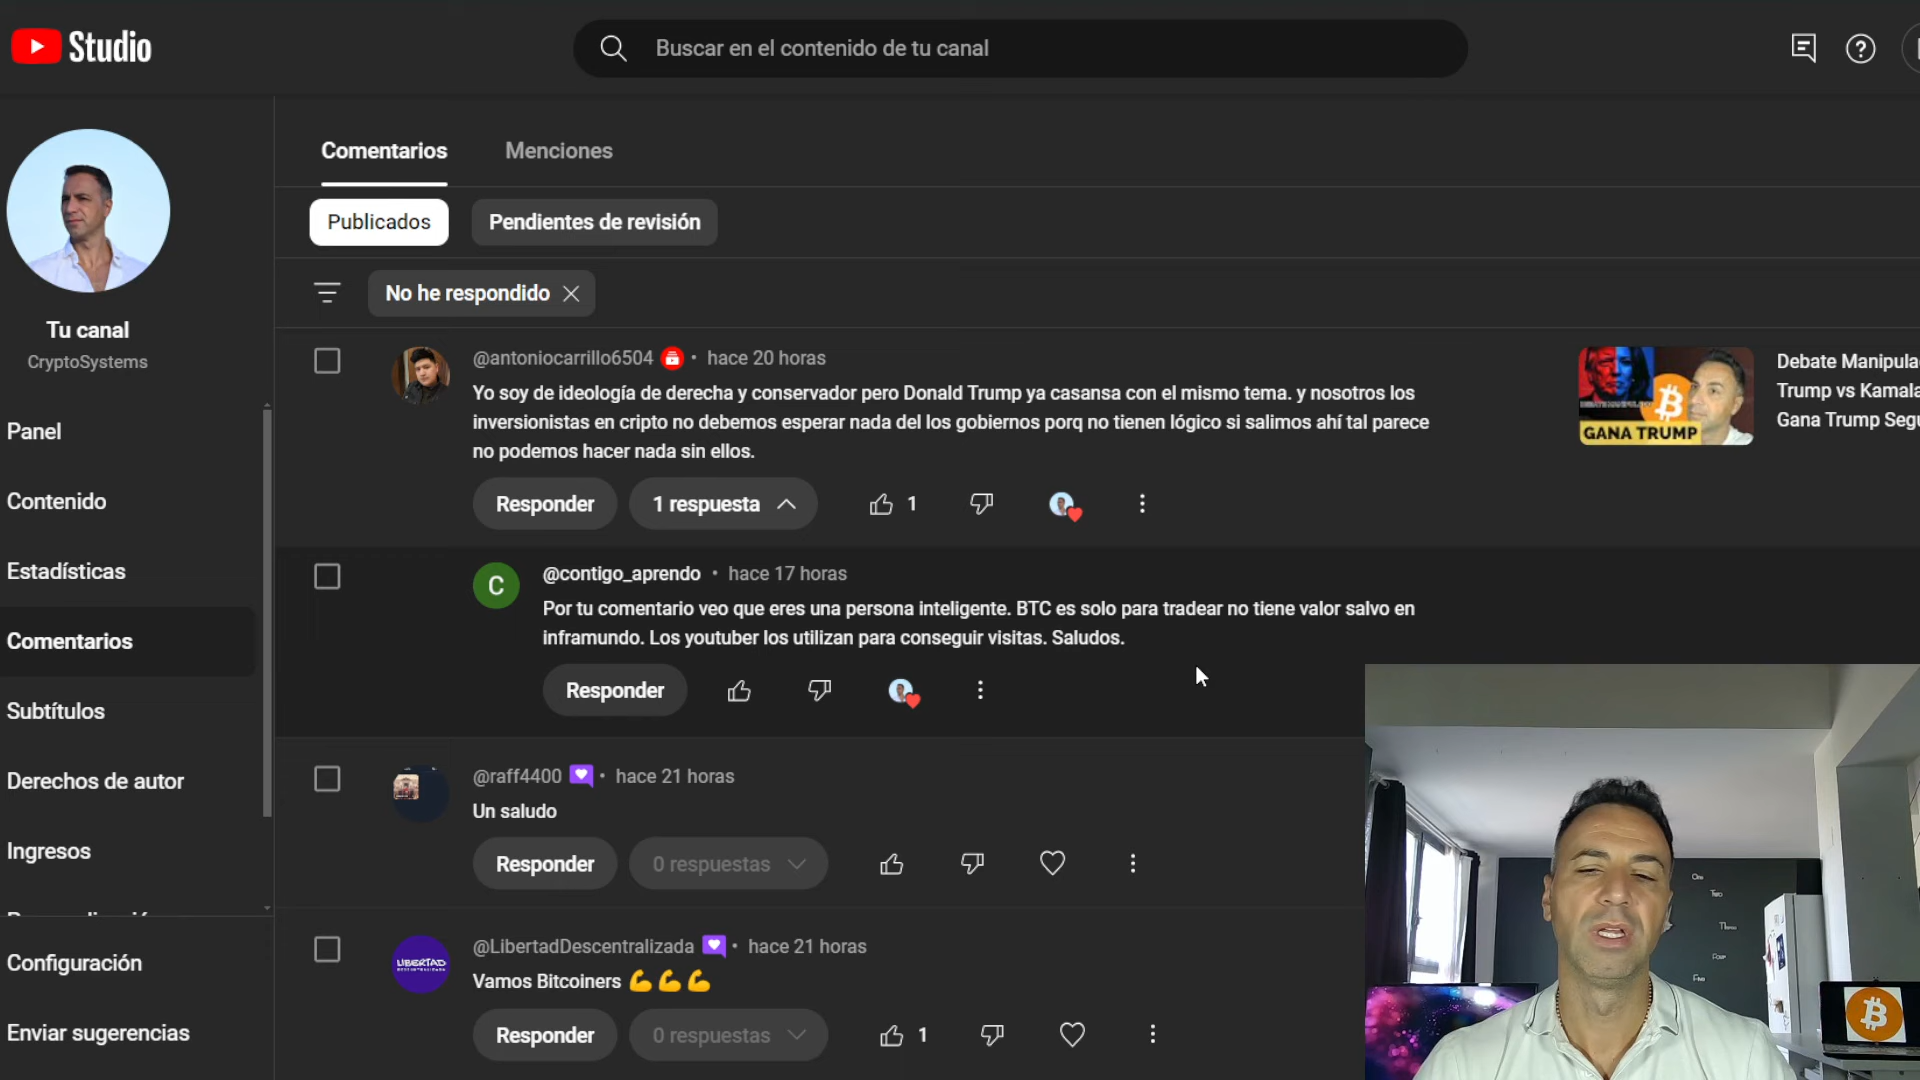 Studio
Buscar en el contenido de tu canal
Tu canal
CryptoSystems
Panel
Contenido
Estadísticas
Comentarios
Subtítulos
Derechos de autor
Ingresos
Configuración
Enviar sugerencias
Comentarios
Menciones
Publicados
Pendientes de revisión
No he respondido
@antoniocarrillo6504 • hace 20 horas
Yo soy de ideología de derecha y conservador pero Donald Trump ya casansa con el mismo tema. y nosotros los
inversionistas en cripto no debemos esperar nada del los gobiernos porq no tienen lógico si salimos ahí tal parece
no podemos hacer nada sin ellos.
Responder
1 respuesta
1
GANA TRUMP
Debate Manipula
Trump vs Kamala
Gana Trump Segu
C
@contigo_aprendo • hace 17 horas
Por tu comentario veo que eres una persona inteligente. BTC es solo para tradear no tiene valor salvo en
inframundo. Los youtuber los utilizan para conseguir visitas. Saludos.
Responder
@raff4400 • hace 21 horas
Un saludo
Responder
0 respuestas
LIBERTAD
@LibertadDescentralizada • hace 21 horas
Vamos Bitcoiners 💪💪💪
Responder
0 respuestas
1
One
Two
Three
Four
Five